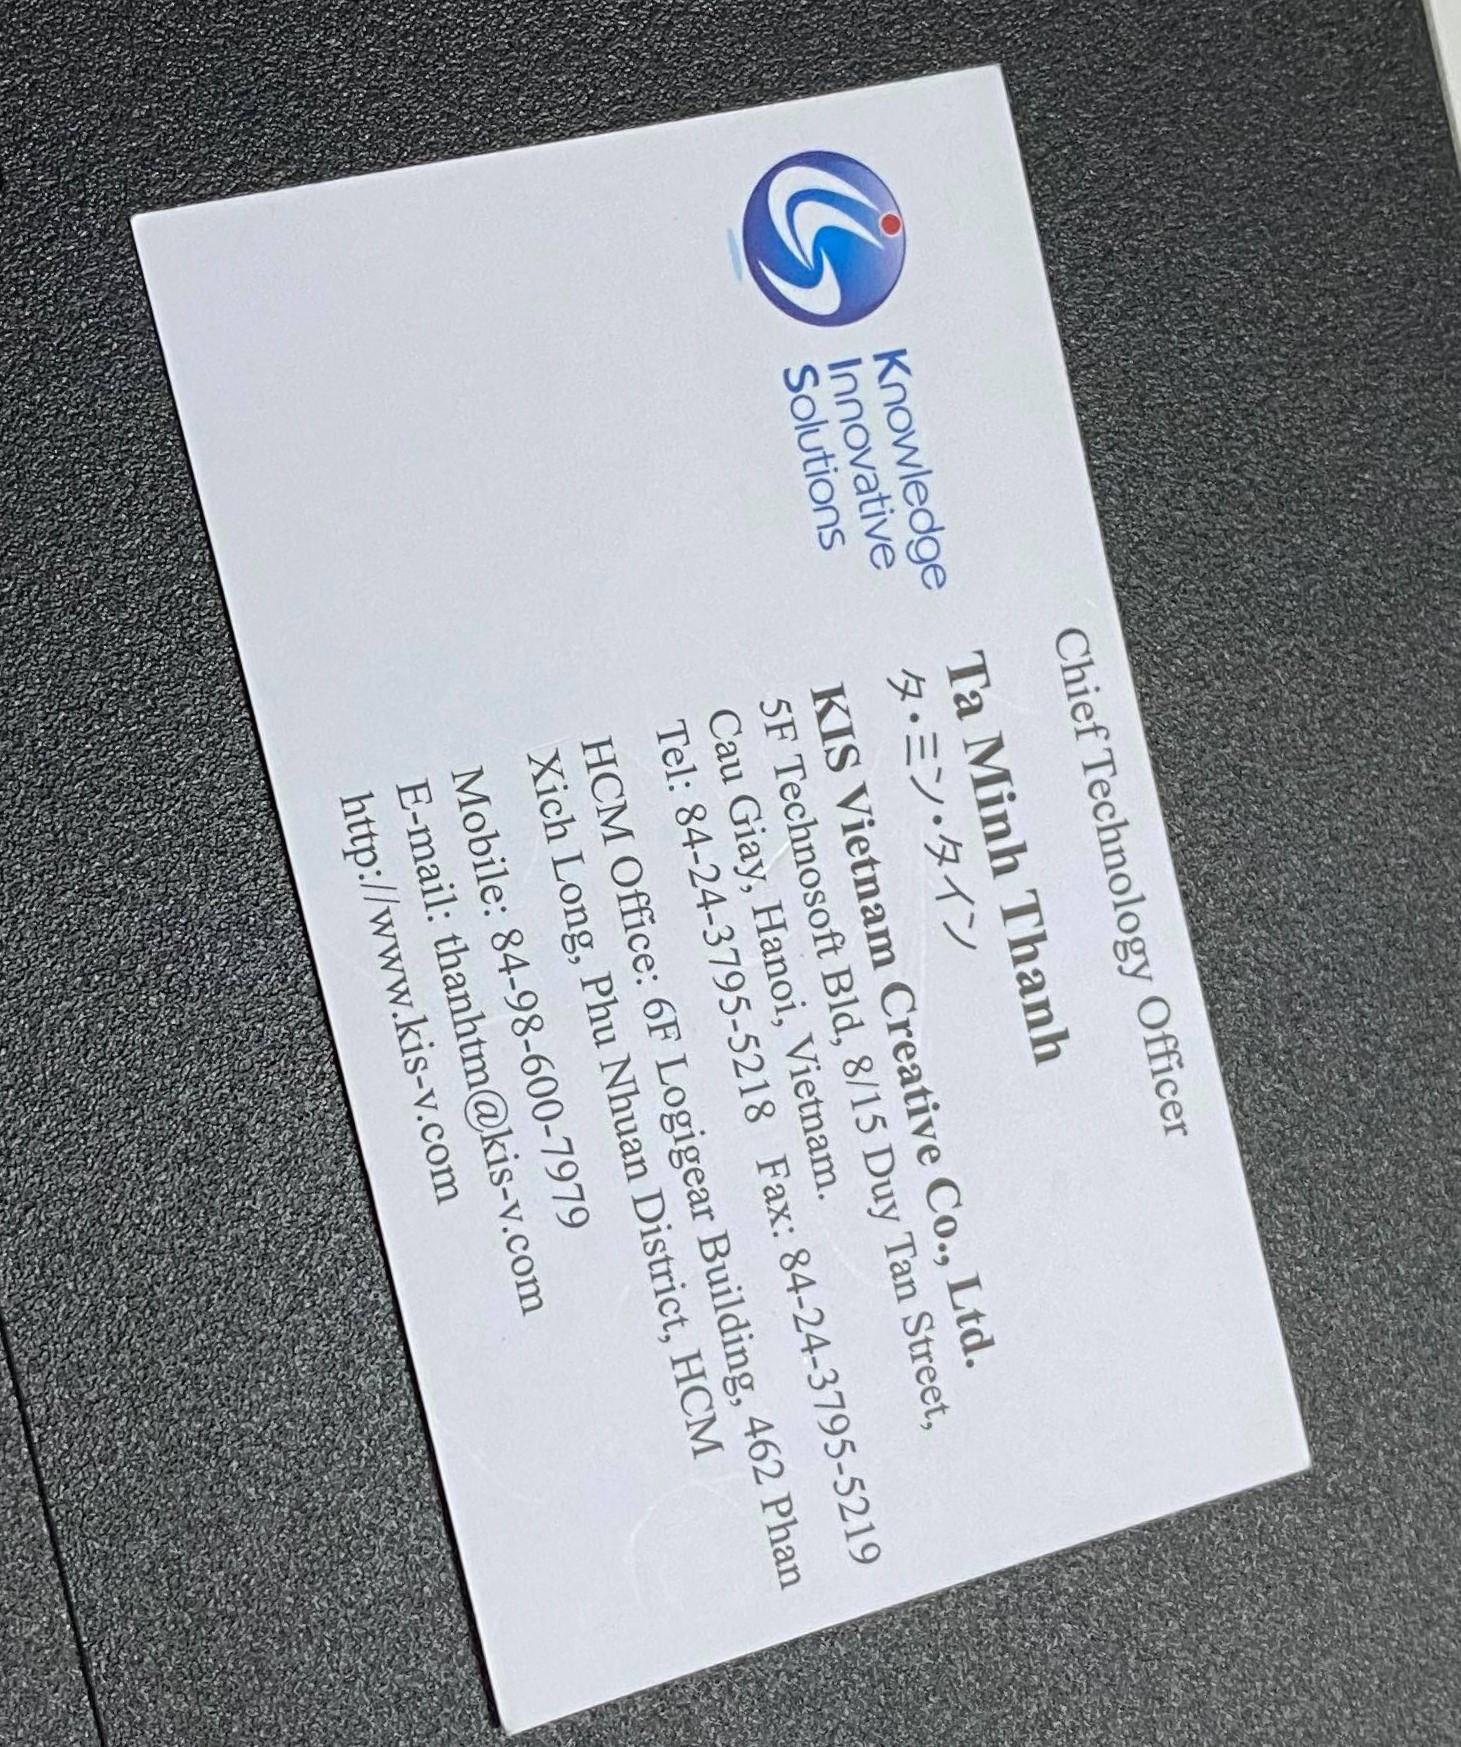 Knowledge
Innovative
Solutions
Chief Technology Officer
Ta Minh Thanh
タ・ミン・タイン
KIS Vietnam Creative Co., Ltd.
5F Technosoft Bld, 8/15 Duy Tan Street,
Cau Giay, Hanoi, Vietnam.
Tel: 84-24-3795-5218 Fax: 84-24-3795-5219
HCM Office: 6F Logigear Building, 462 Phan
Xich Long, Phu Nhuan District, HCM
Mobile: 84-98-600-7979
E-mail: thanhtm@kis-v.com
http://www.kis-v.com